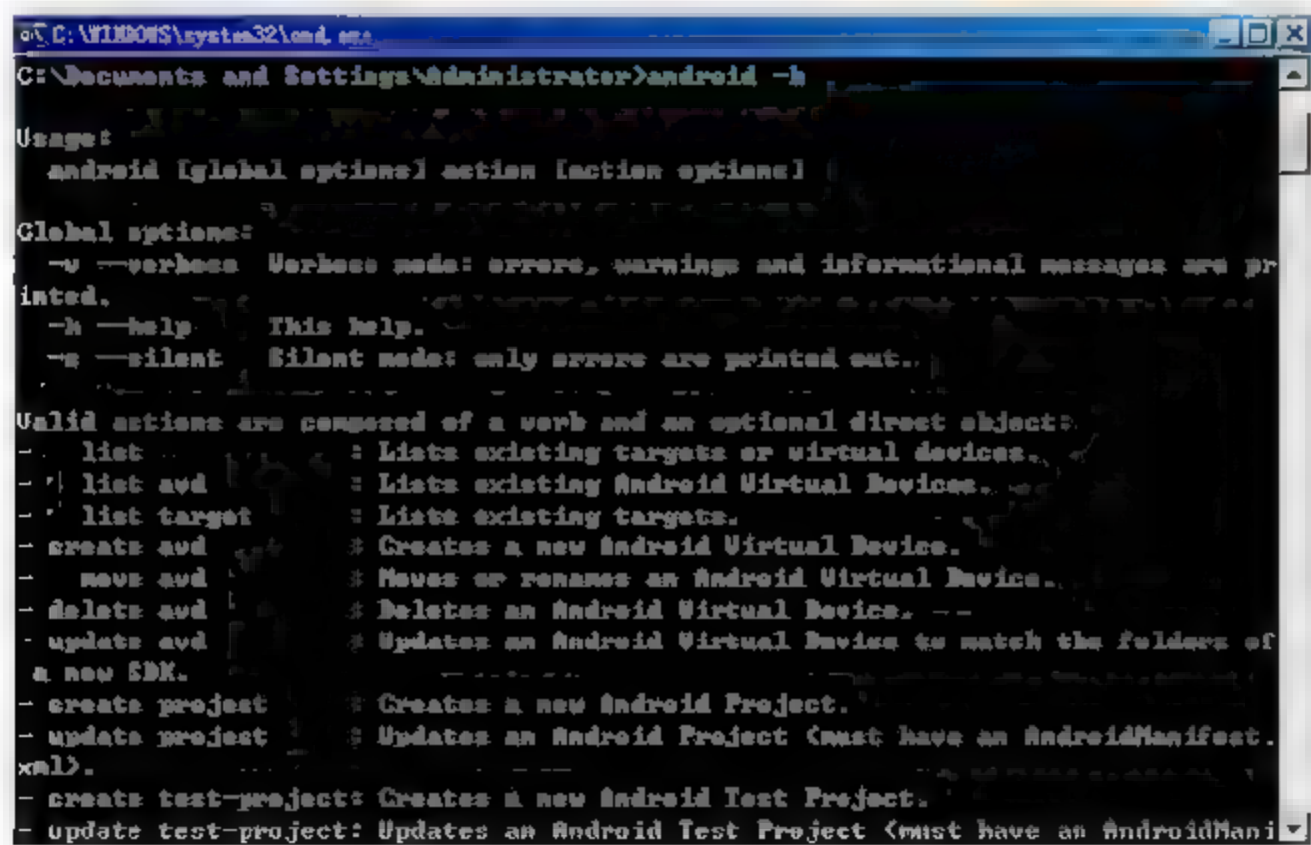 C:\WINDOWS\system32\cmd.exe
C:\Documents and Settings\Administrator>android -h
Usage:
android [global options] action [action options]
Global options:
-v --verbose  Verbose mode: errors, warnings and informational messages are pr
inted.
-h --help     This help.
-s --silent   Silent mode: only errors are printed out.
Valid actions are composed of a verb and an optional direct object:
-   list              : Lists existing targets or virtual devices.
-   list avd          : Lists existing Android Virtual Devices.
-   list target       : Lists existing targets.
- create avd          : Creates a new Android Virtual Device.
-   move avd          : Moves or renames an Android Virtual Device.
- delete avd          : Deletes an Android Virtual Device.
- update avd          : Updates an Android Virtual Device to match the folders of
a new SDK.
- create project      : Creates a new Android Project.
- update project      : Updates an Android Project (must have an AndroidManifest.
xml).
- create test-project: Creates a new Android Test Project.
- update test-project: Updates an Android Test Project (must have an AndroidMani